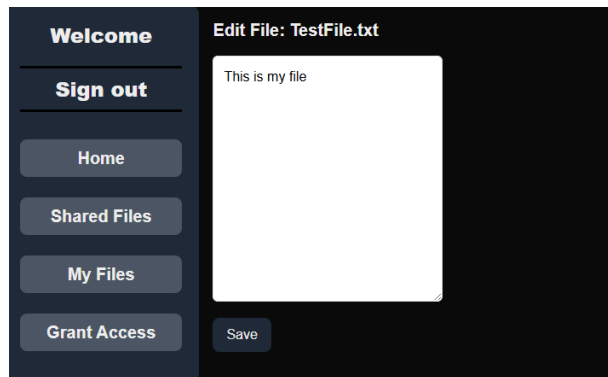 Welcome
Sign out
Home
Shared Files
My Files
Grant Access
Edit File: TestFile.txt
This is my file
Save